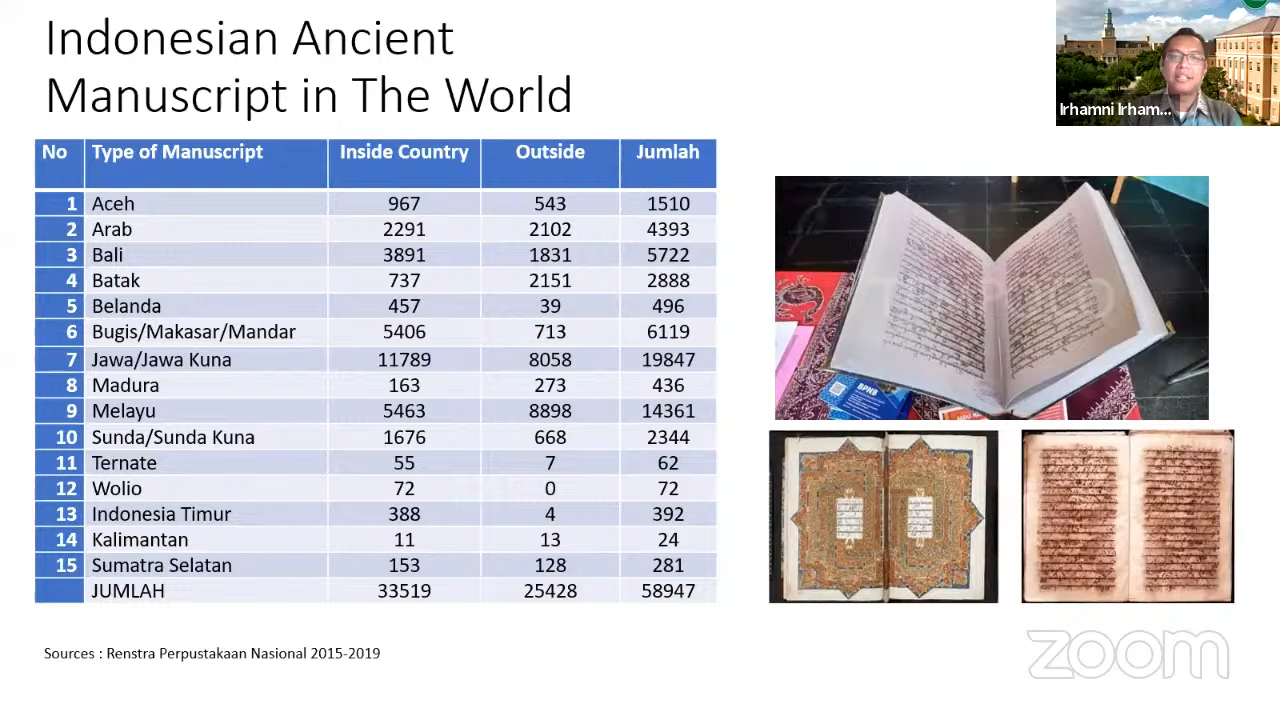 Indonesian Ancient
Manuscript in The World
Irhamni Irham...
No Type of Manuscript Inside Country Outside Jumlah
1 Aceh 967 543 1510
2 Arab 2291 2102 4393
3 Bali 3891 1831 5722
4 Batak 737 2151 2888
5 Belanda 457 39 496
6 Bugis/Makasar/Mandar 5406 713 6119
7 Jawa/Jawa Kuna 11789 8058 19847
8 Madura 163 273 436
9 Melayu 5463 8898 14361
10 Sunda/Sunda Kuna 1676 668 2344
11 Ternate 55 7 62
12 Wolio 72 0 72
13 Indonesia Timur 388 4 392
14 Kalimantan 11 13 24
15 Sumatra Selatan 153 128 281
JUMLAH 33519 25428 58947
BPNB
Sources : Renstra Perpustakaan Nasional 2015-2019
zoom